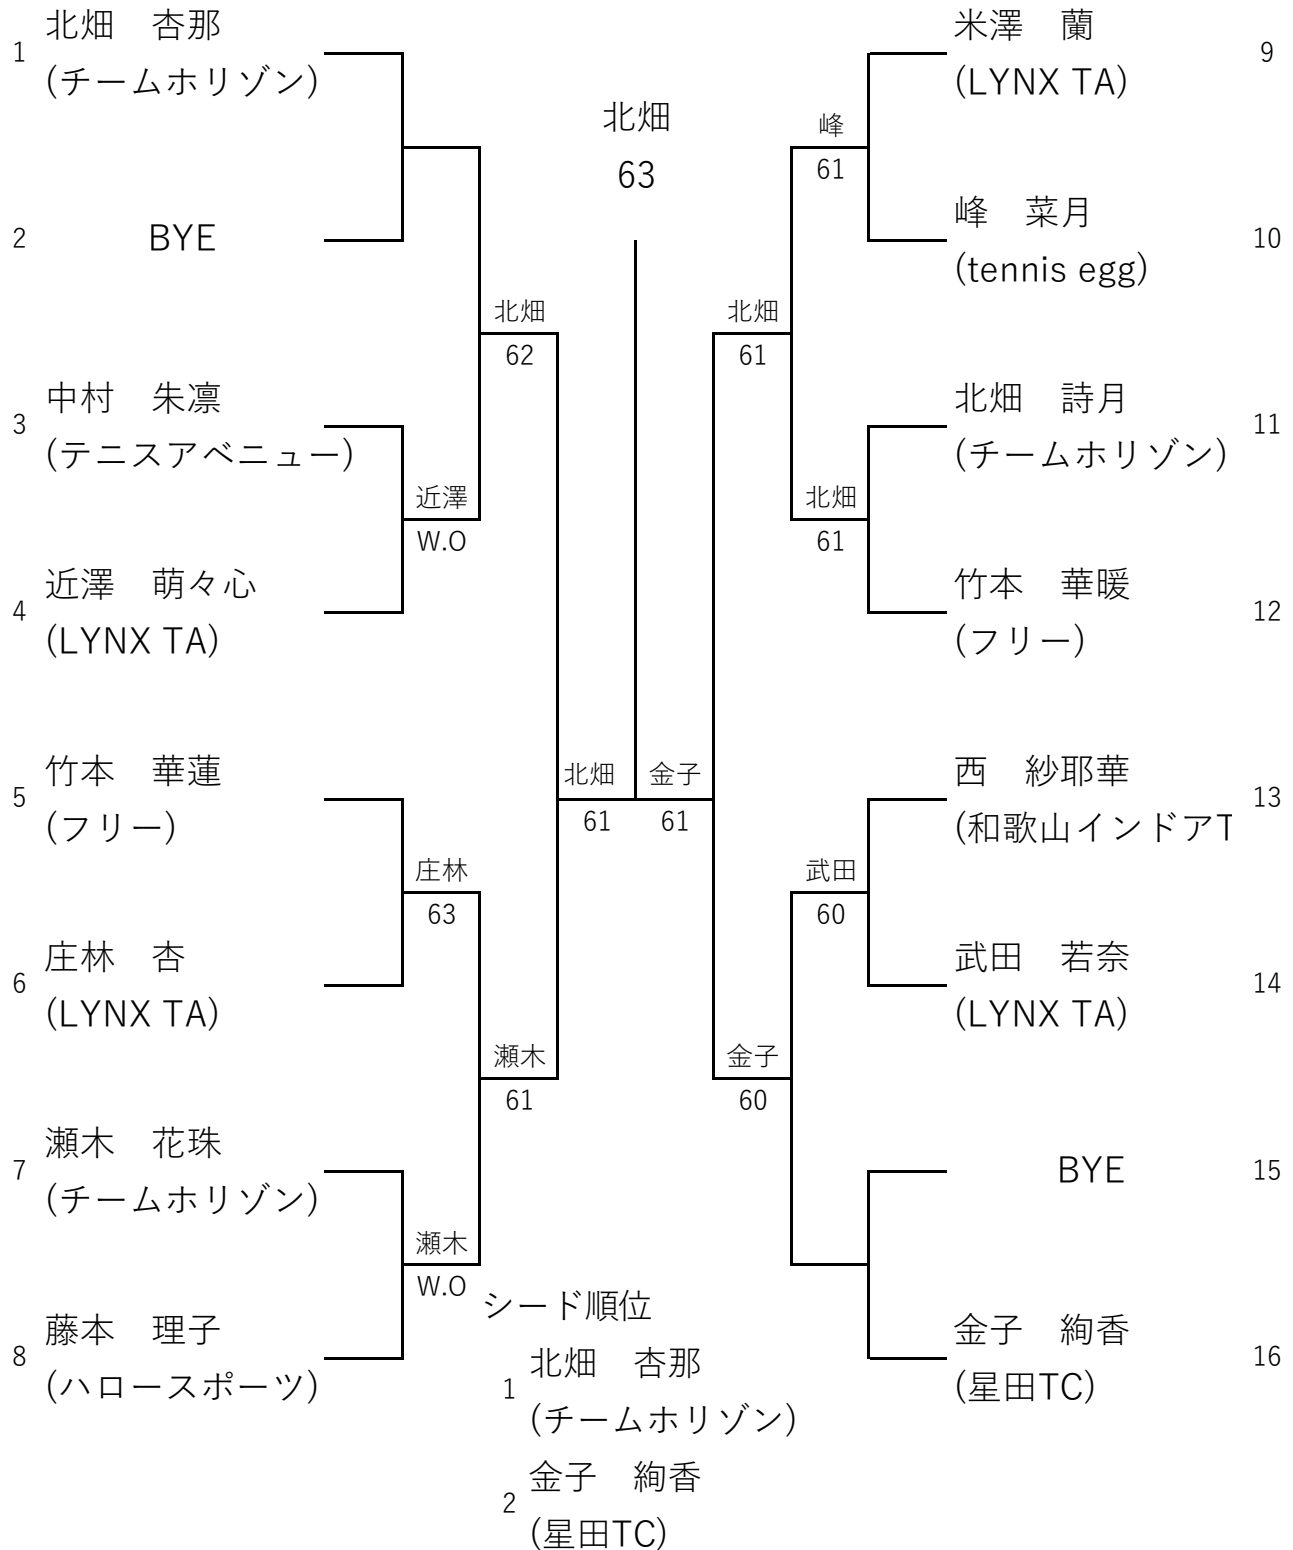 1
北畑　杏那
(チームホリゾン)
2
BYE
3
中村　朱凛
(テニスアベニュー)
4
近澤　萌々心
(LYNX TA)
5
竹本　華蓮
(フリー)
6
庄林　杏
(LYNX TA)
7
瀬木　花珠
(チームホリゾン)
8
藤本　理子
(ハロースポーツ)
近澤
W.O
庄林
63
瀬木
W.O
北畑
62
瀬木
61
北畑
61
北畑
63
金子
61
北畑
61
金子
60
峰
61
北畑
61
武田
60
米澤　蘭
(LYNX TA)
9
峰　菜月
(tennis egg)
10
北畑　詩月
(チームホリゾン)
11
竹本　華暖
(フリー)
12
西　紗耶華
(和歌山インドアT
13
武田　若奈
(LYNX TA)
14
BYE
15
金子　絢香
(星田TC)
16
シード順位
1
北畑　杏那
(チームホリゾン)
2
金子　絢香
(星田TC)